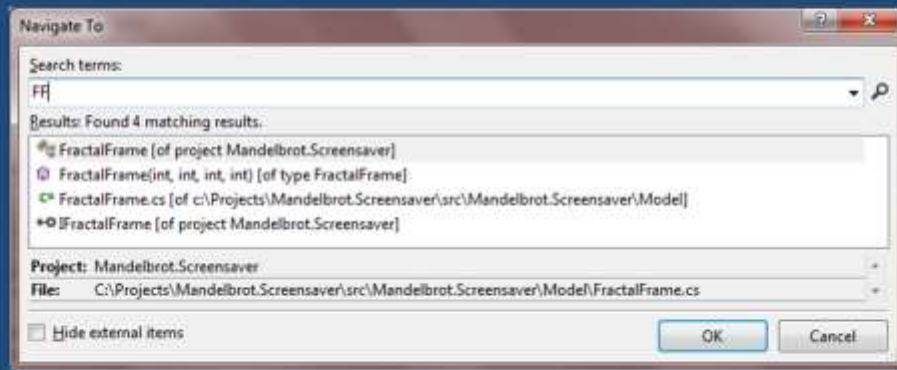 Navigate To
Search terms:
FF
Results: Found 4 matching results.
FractalFrame [of project Mandelbrot.Screensaver]
FractalFrame(int, int, int, int) [of type FractalFrame]
C# FractalFrame.cs [of c:\Projects\Mandelbrot.Screensaver\src\Mandelbrot.Screensaver\Model]
IFractalFrame [of project Mandelbrot.Screensaver]
Project: Mandelbrot.Screensaver
File: C:\Projects\Mandelbrot.Screensaver\src\Mandelbrot.Screensaver\Model\FractalFrame.cs
Hide external items
OK Cancel